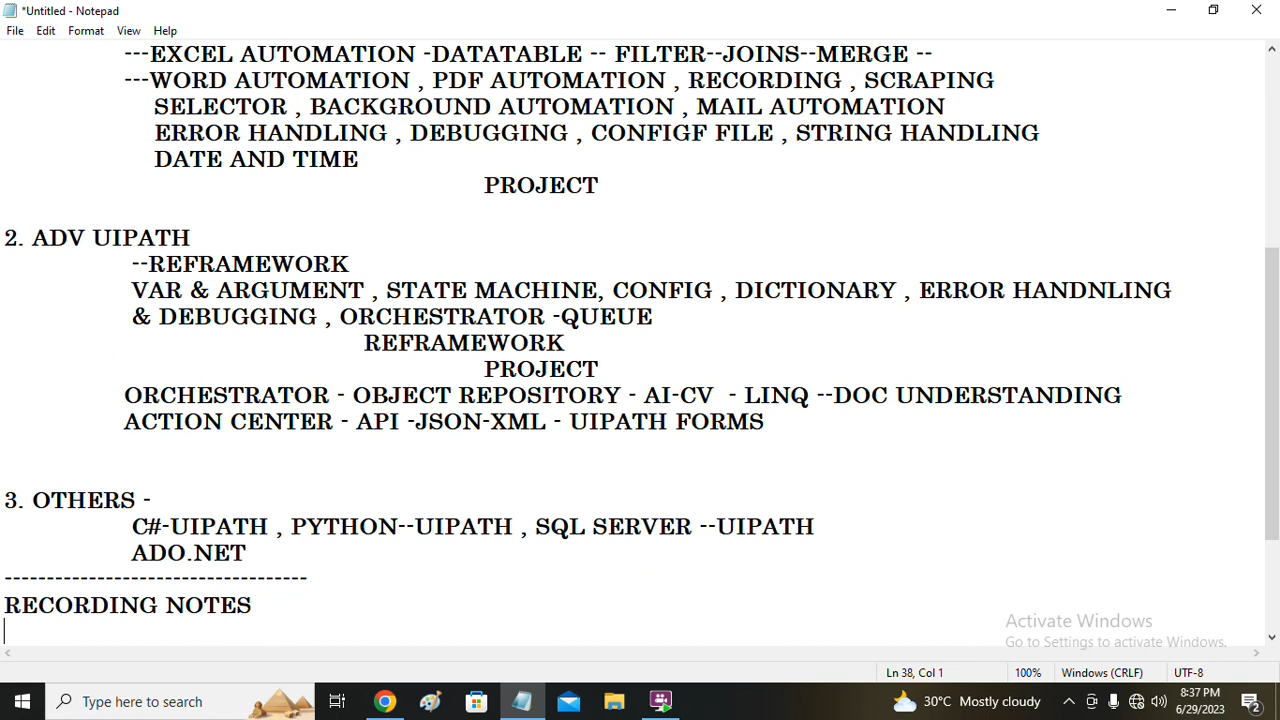 *Untitled - Notepad
File Edit Format View Help
---EXCEL AUTOMATION -DATATABLE -- FILTER--JOINS--MERGE --
---WORD AUTOMATION , PDF AUTOMATION , RECORDING , SCRAPING
SELECTOR , BACKGROUND AUTOMATION , MAIL AUTOMATION
ERROR HANDLING , DEBUGGING , CONFIGF FILE , STRING HANDLING
DATE AND TIME
PROJECT
2. ADV UIPATH
--REFRAMEWORK
VAR & ARGUMENT , STATE MACHINE, CONFIG , DICTIONARY , ERROR HANDNLING
& DEBUGGING , ORCHESTRATOR -QUEUE
REFRAMEWORK
PROJECT
ORCHESTRATOR - OBJECT REPOSITORY - AI-CV - LINQ --DOC UNDERSTANDING
ACTION CENTER - API -JSON-XML - UIPATH FORMS
3. OTHERS -
C#-UIPATH , PYTHON--UIPATH , SQL SERVER --UIPATH
ADO.NET
------------------------------------
RECORDING NOTES
Activate Windows
Go to Settings to activate Windows.
Ln 38, Col 1 100% Windows (CRLF) UTF-8
Type here to search 30°C Mostly cloudy 8:37 PM
6/29/2023 2